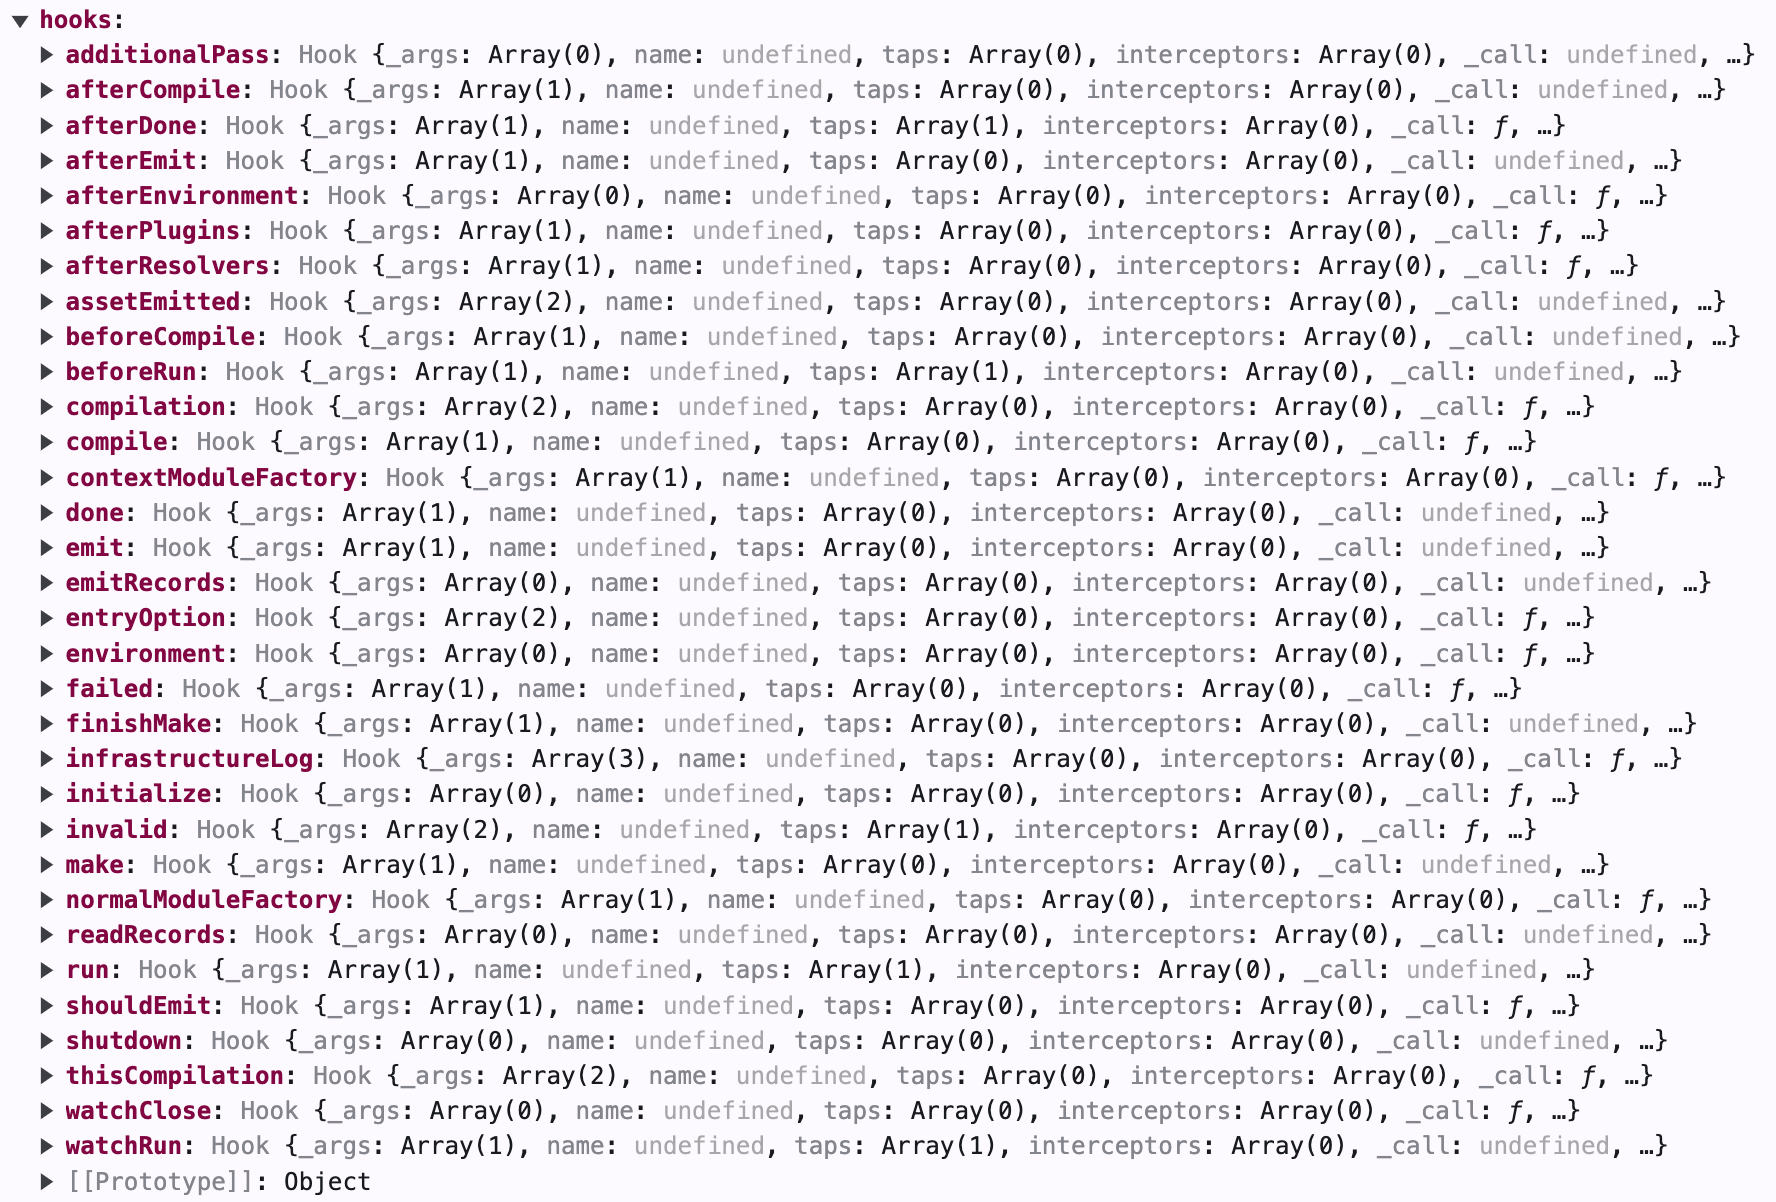 ▼ hooks:
▶ additionalPass: Hook {_args: Array(0), name: undefined, taps: Array(0), interceptors: Array(0), _call: undefined, …}
▶ afterCompile: Hook {_args: Array(1), name: undefined, taps: Array(0), interceptors: Array(0), _call: undefined, …}
▶ afterDone: Hook {_args: Array(1), name: undefined, taps: Array(1), interceptors: Array(0), _call: ƒ, …}
▶ afterEmit: Hook {_args: Array(1), name: undefined, taps: Array(0), interceptors: Array(0), _call: undefined, …}
▶ afterEnvironment: Hook {_args: Array(0), name: undefined, taps: Array(0), interceptors: Array(0), _call: ƒ, …}
▶ afterPlugins: Hook {_args: Array(1), name: undefined, taps: Array(0), interceptors: Array(0), _call: ƒ, …}
▶ afterResolvers: Hook {_args: Array(1), name: undefined, taps: Array(0), interceptors: Array(0), _call: ƒ, …}
▶ assetEmitted: Hook {_args: Array(2), name: undefined, taps: Array(0), interceptors: Array(0), _call: undefined, …}
▶ beforeCompile: Hook {_args: Array(1), name: undefined, taps: Array(0), interceptors: Array(0), _call: undefined, …}
▶ beforeRun: Hook {_args: Array(1), name: undefined, taps: Array(1), interceptors: Array(0), _call: undefined, …}
▶ compilation: Hook {_args: Array(2), name: undefined, taps: Array(0), interceptors: Array(0), _call: ƒ, …}
▶ compile: Hook {_args: Array(1), name: undefined, taps: Array(0), interceptors: Array(0), _call: ƒ, …}
▶ contextModuleFactory: Hook {_args: Array(1), name: undefined, taps: Array(0), interceptors: Array(0), _call: ƒ, …}
▶ done: Hook {_args: Array(1), name: undefined, taps: Array(0), interceptors: Array(0), _call: undefined, …}
▶ emit: Hook {_args: Array(1), name: undefined, taps: Array(0), interceptors: Array(0), _call: undefined, …}
▶ emitRecords: Hook {_args: Array(0), name: undefined, taps: Array(0), interceptors: Array(0), _call: undefined, …}
▶ entryOption: Hook {_args: Array(2), name: undefined, taps: Array(0), interceptors: Array(0), _call: ƒ, …}
▶ environment: Hook {_args: Array(0), name: undefined, taps: Array(0), interceptors: Array(0), _call: ƒ, …}
▶ failed: Hook {_args: Array(1), name: undefined, taps: Array(0), interceptors: Array(0), _call: ƒ, …}
▶ finishMake: Hook {_args: Array(1), name: undefined, taps: Array(0), interceptors: Array(0), _call: undefined, …}
▶ infrastructureLog: Hook {_args: Array(3), name: undefined, taps: Array(0), interceptors: Array(0), _call: ƒ, …}
▶ initialize: Hook {_args: Array(0), name: undefined, taps: Array(0), interceptors: Array(0), _call: ƒ, …}
▶ invalid: Hook {_args: Array(2), name: undefined, taps: Array(1), interceptors: Array(0), _call: ƒ, …}
▶ make: Hook {_args: Array(1), name: undefined, taps: Array(0), interceptors: Array(0), _call: undefined, …}
▶ normalModuleFactory: Hook {_args: Array(1), name: undefined, taps: Array(0), interceptors: Array(0), _call: ƒ, …}
▶ readRecords: Hook {_args: Array(0), name: undefined, taps: Array(0), interceptors: Array(0), _call: undefined, …}
▶ run: Hook {_args: Array(1), name: undefined, taps: Array(1), interceptors: Array(0), _call: undefined, …}
▶ shouldEmit: Hook {_args: Array(1), name: undefined, taps: Array(0), interceptors: Array(0), _call: ƒ, …}
▶ shutdown: Hook {_args: Array(0), name: undefined, taps: Array(0), interceptors: Array(0), _call: undefined, …}
▶ thisCompilation: Hook {_args: Array(2), name: undefined, taps: Array(0), interceptors: Array(0), _call: ƒ, …}
▶ watchClose: Hook {_args: Array(0), name: undefined, taps: Array(0), interceptors: Array(0), _call: ƒ, …}
▶ watchRun: Hook {_args: Array(1), name: undefined, taps: Array(1), interceptors: Array(0), _call: undefined, …}
▶ [[Prototype]]: Object